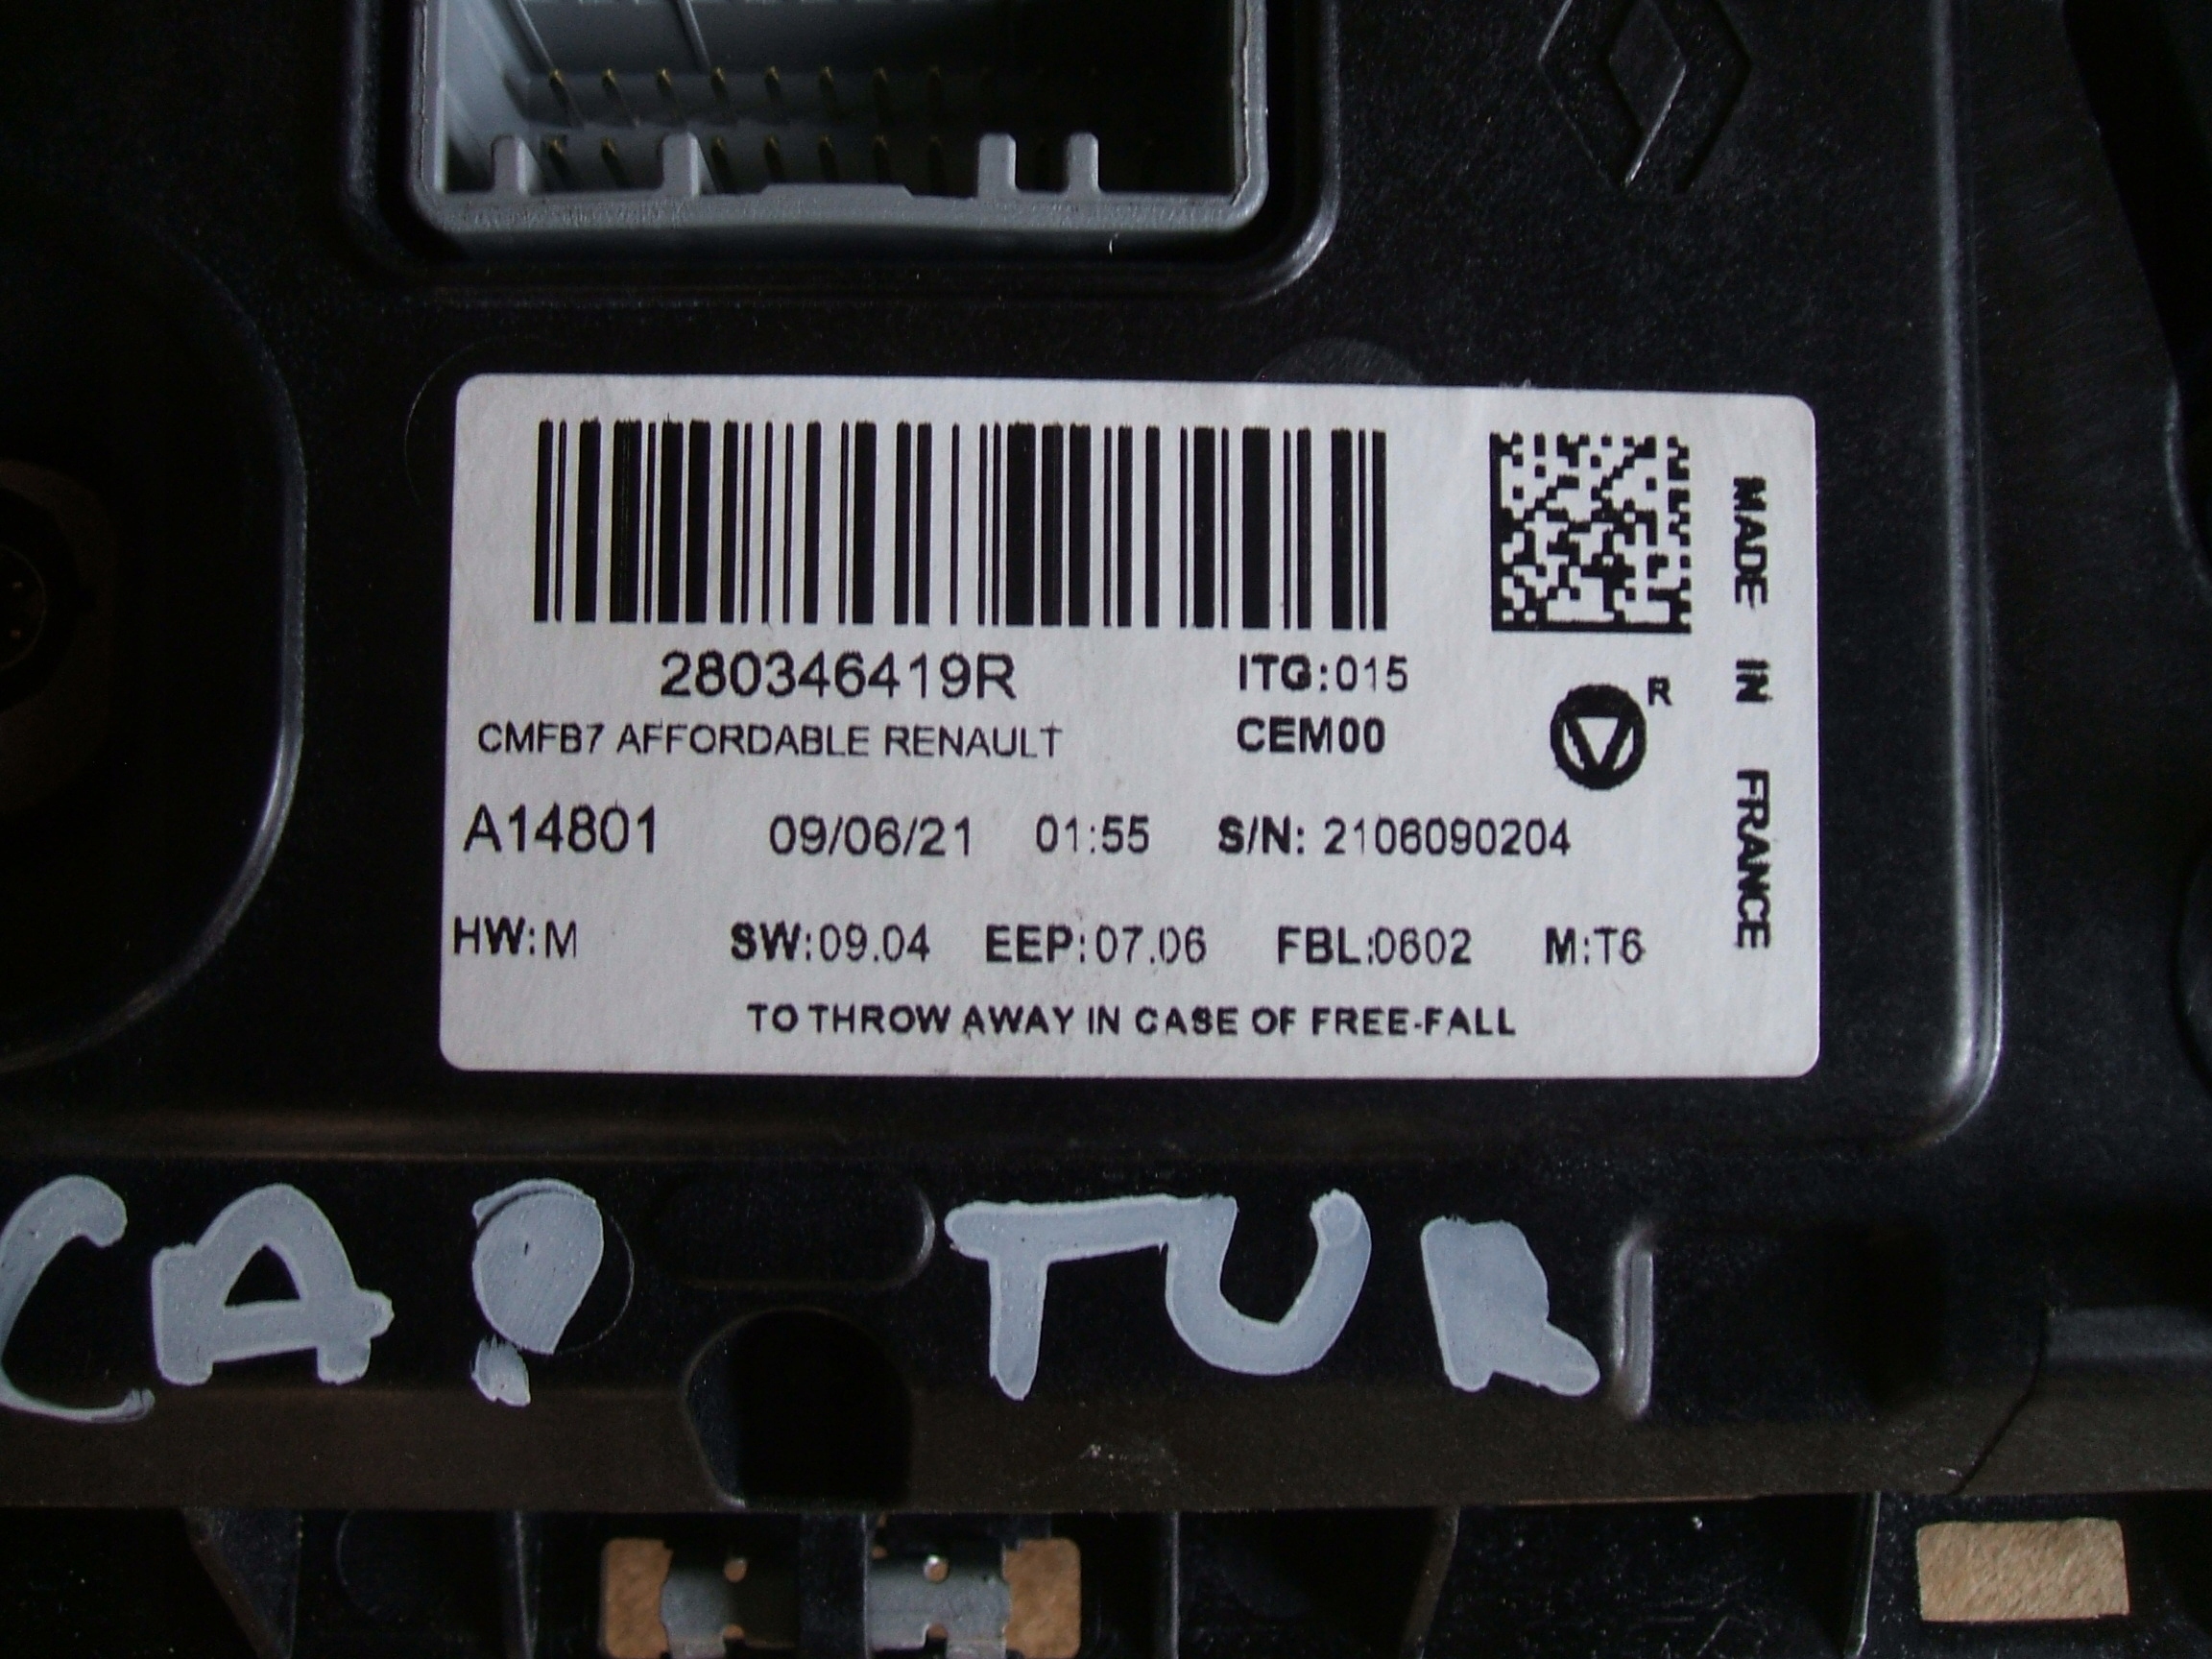 280346419R ITG:015 R
CMFB7 AFFORDABLE RENAULT CEM00
A14801 09/06/21 01:55 S/N: 2106090204
HW:M SW:09.04 EEP:07.06 FBL:0602 M:T6
TO THROW AWAY IN CASE OF FREE-FALL
MADE IN FRANCE
CAPTUR